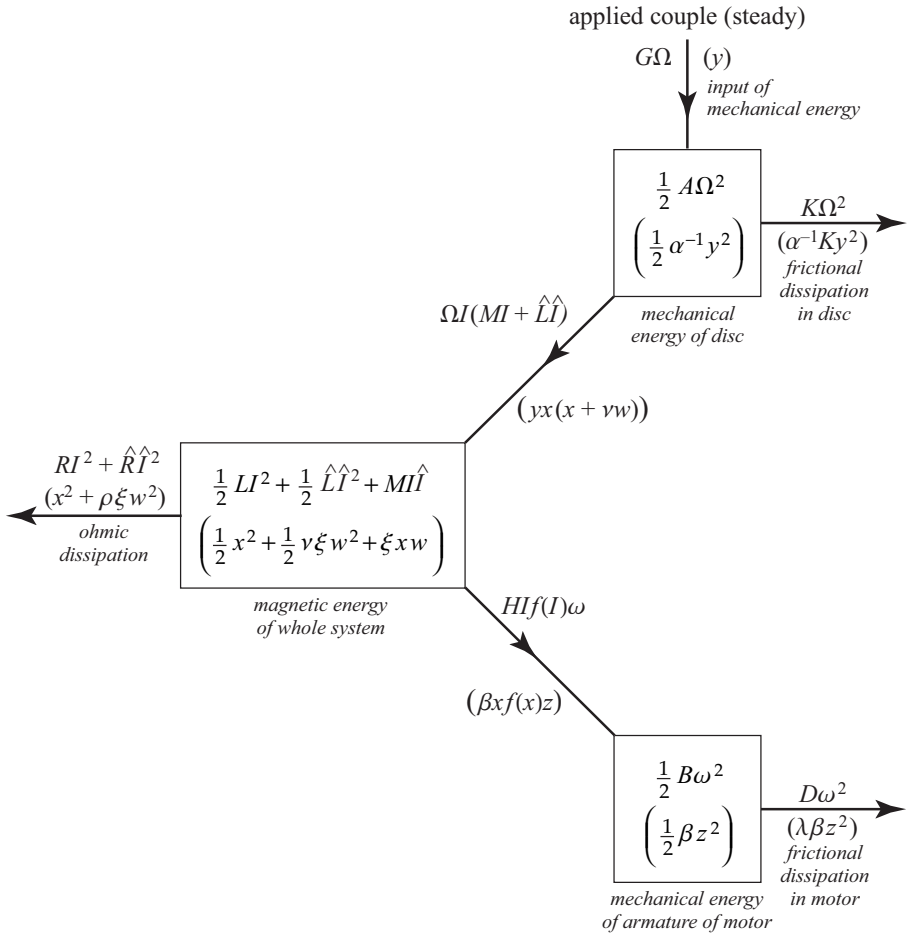 applied couple (steady)
GΩ (y)
input of
mechanical energy
1/2 AΩ²
(1/2 α⁻¹y²)
KΩ²
(α⁻¹Ky²)
frictional
dissipation
in disc
mechanical
energy of disc
ΩI(MI + L̂Î)
(yx(x + νw))
RI² + R̂Î²
(x² + ρξw²)
ohmic
dissipation
1/2 LI² + 1/2 L̂Î² + MIÎ
(1/2 x² + 1/2 νξw² + ξxw)
magnetic energy
of whole system
HIf(I)ω
(βxf(x)z)
1/2 Bω²
(1/2 βz²)
Dω²
(λβz²)
frictional
dissipation
in motor
mechanical energy
of armature of motor